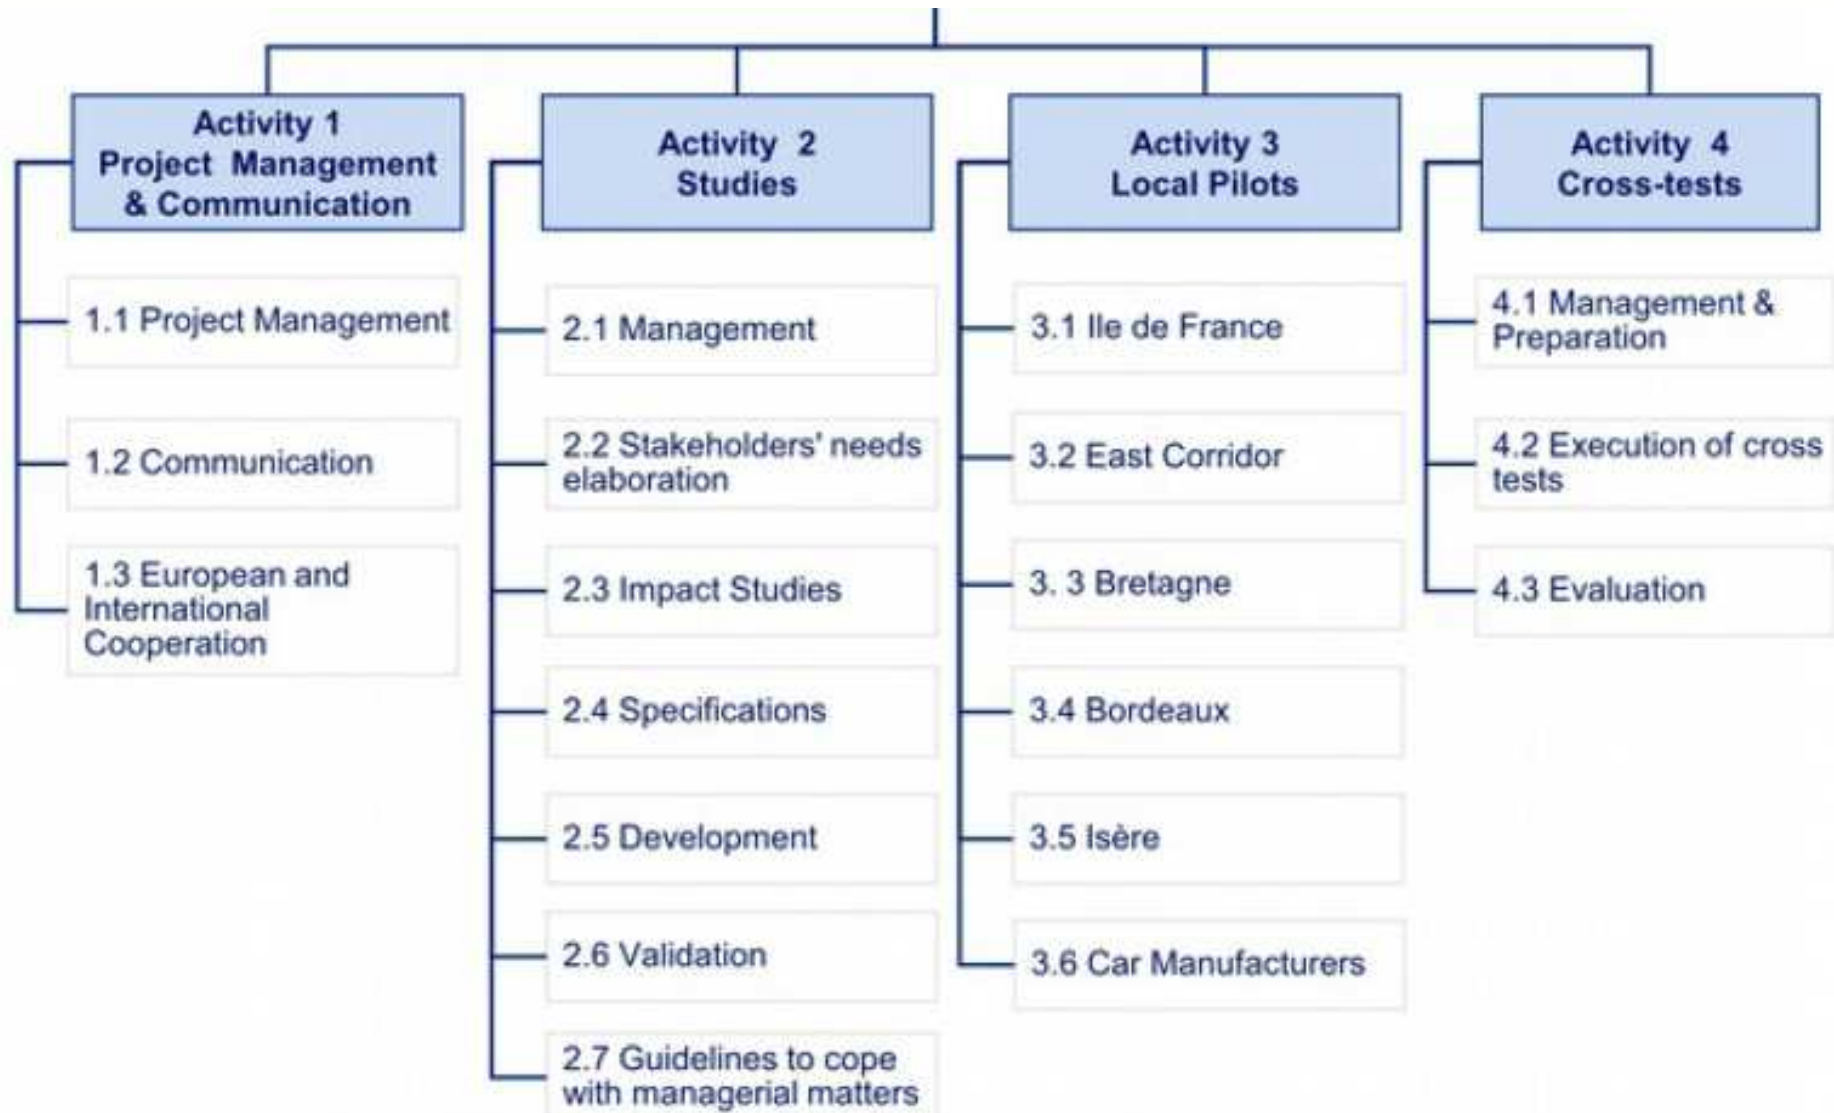 Activity 1
Project Management
& Communication
1.1 Project Management
1.2 Communication
1.3 European and
International
Cooperation
Activity 2
Studies
2.1 Management
2.2 Stakeholders' needs
elaboration
2.3 Impact Studies
2.4 Specifications
2.5 Development
2.6 Validation
2.7 Guidelines to cope
with managerial matters
Activity 3
Local Pilots
3.1 Ile de France
3.2 East Corridor
3. 3 Bretagne
3.4 Bordeaux
3.5 Isère
3.6 Car Manufacturers
Activity 4
Cross-tests
4.1 Management &
Preparation
4.2 Execution of cross
tests
4.3 Evaluation